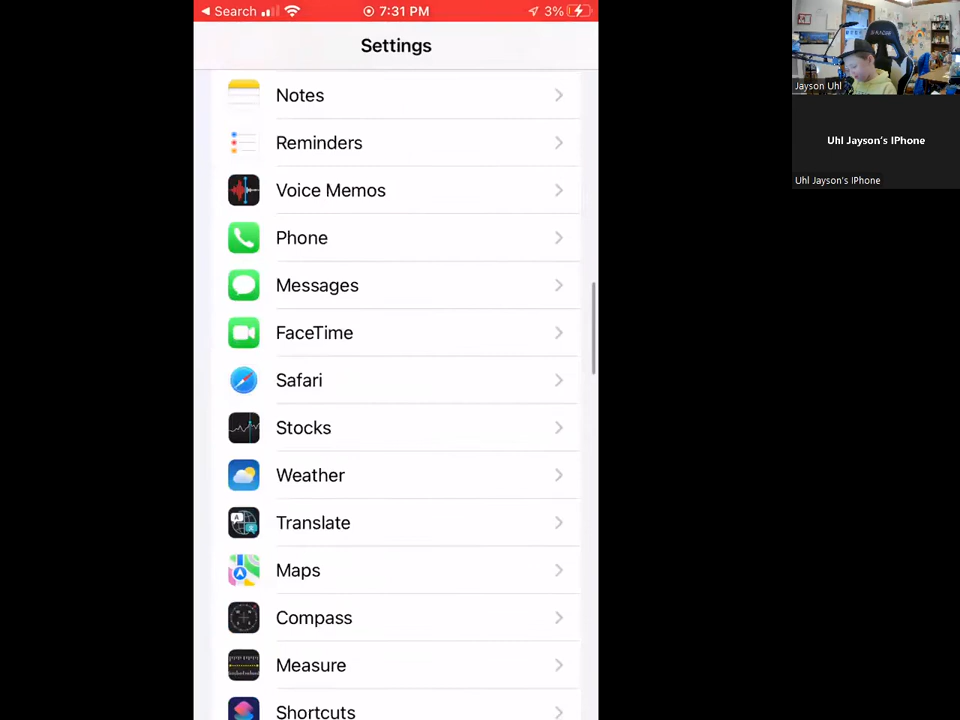 Search 7:31 PM 3%
Settings
Notes
Reminders
Voice Memos
Phone
Messages
FaceTime
Safari
Stocks
Weather
Translate
Maps
Compass
Measure
Shortcuts
Jayson Uhl
Uhl Jayson's IPhone
Uhl Jayson's IPhone